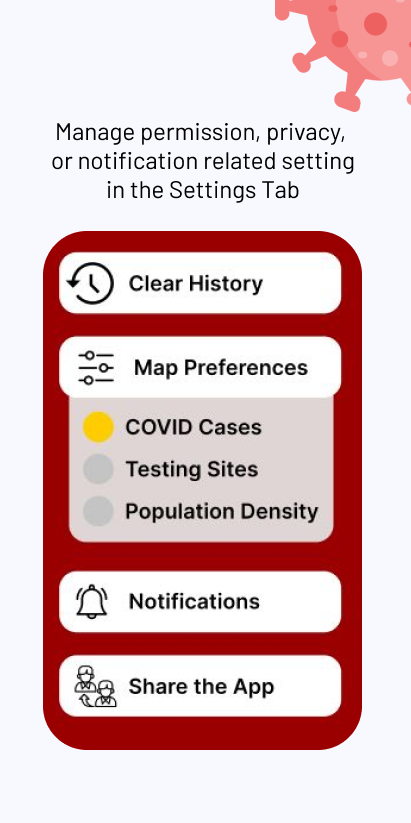 Manage permission, privacy,
or notification related setting
in the Settings Tab
Clear History
Map Preferences
COVID Cases
Testing Sites
Population Density
Notifications
Share the App